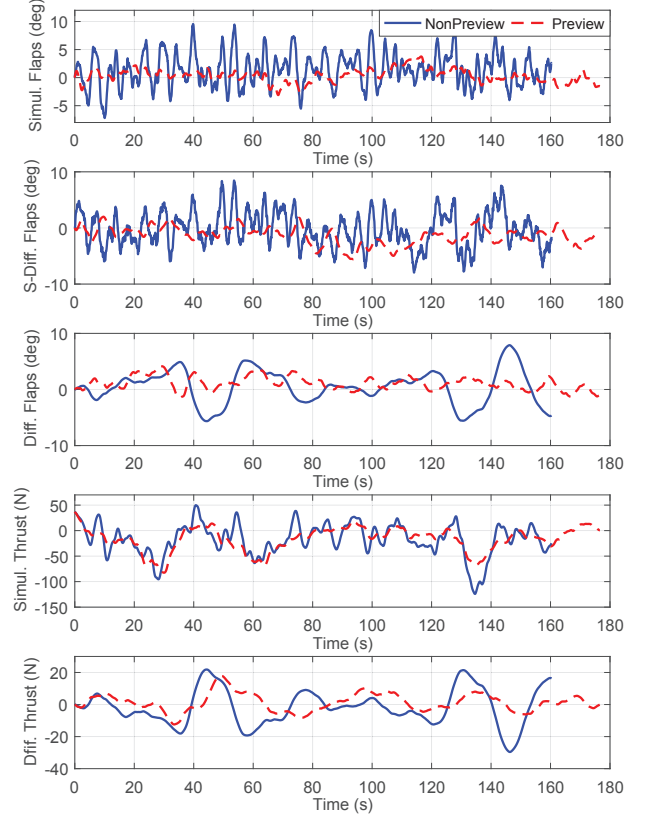 NonPreview Preview
Simul. Flaps (deg)
10
5
0
-5
0 20 40 60 80 100 120 140 160 180
Time (s)
S-Diff. Flaps (deg)
10
0
-10
0 20 40 60 80 100 120 140 160 180
Time (s)
Diff. Flaps (deg)
10
0
-10
0 20 40 60 80 100 120 140 160 180
Time (s)
Simul. Thrust (N)
50
0
-50
-100
-150
0 20 40 60 80 100 120 140 160 180
Time (s)
Dfif. Thrust (N)
20
0
-20
-40
0 20 40 60 80 100 120 140 160 180
Time (s)